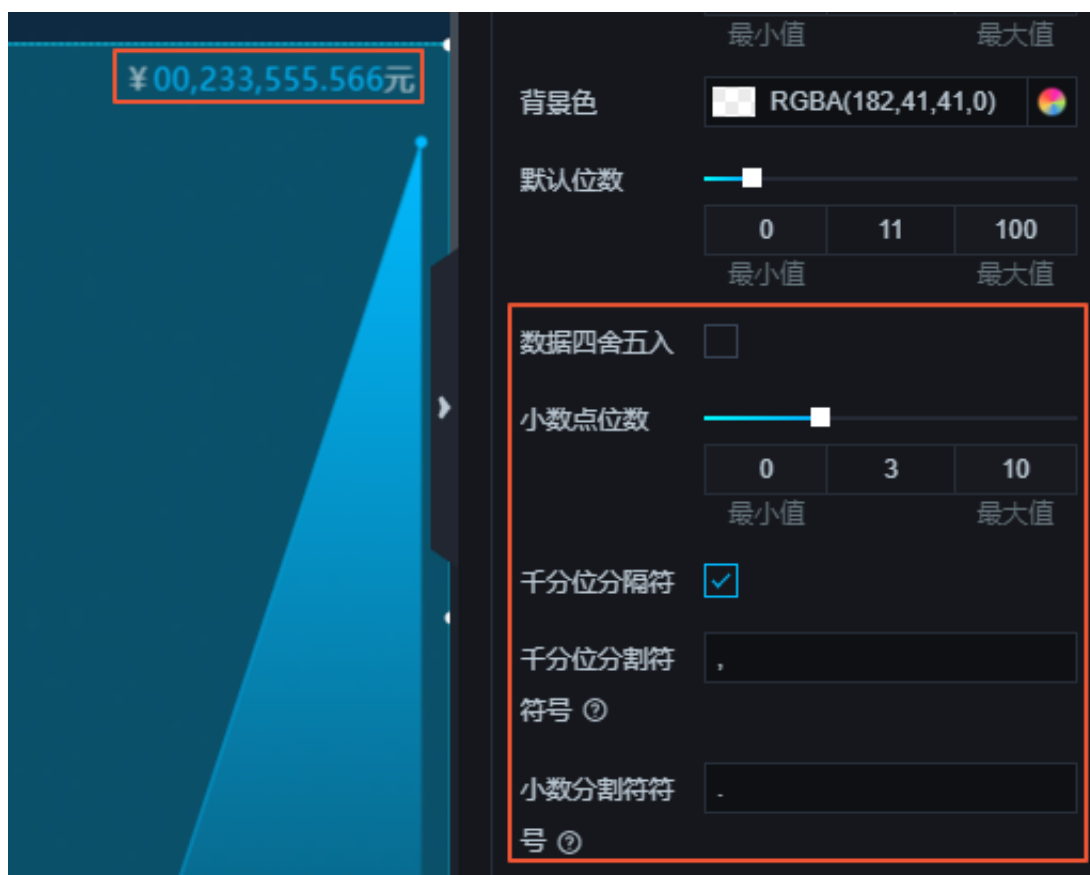 ¥00,233,555.566元
最小值 最大值
背景色 RGBA(182,41,41,0)
默认位数
0 11 100
最小值 最大值
数据四舍五入
小数点位数
0 3 10
最小值 最大值
千分位分隔符
千分位分割符 ,
符号 ?
小数分割符符 .
号 ?